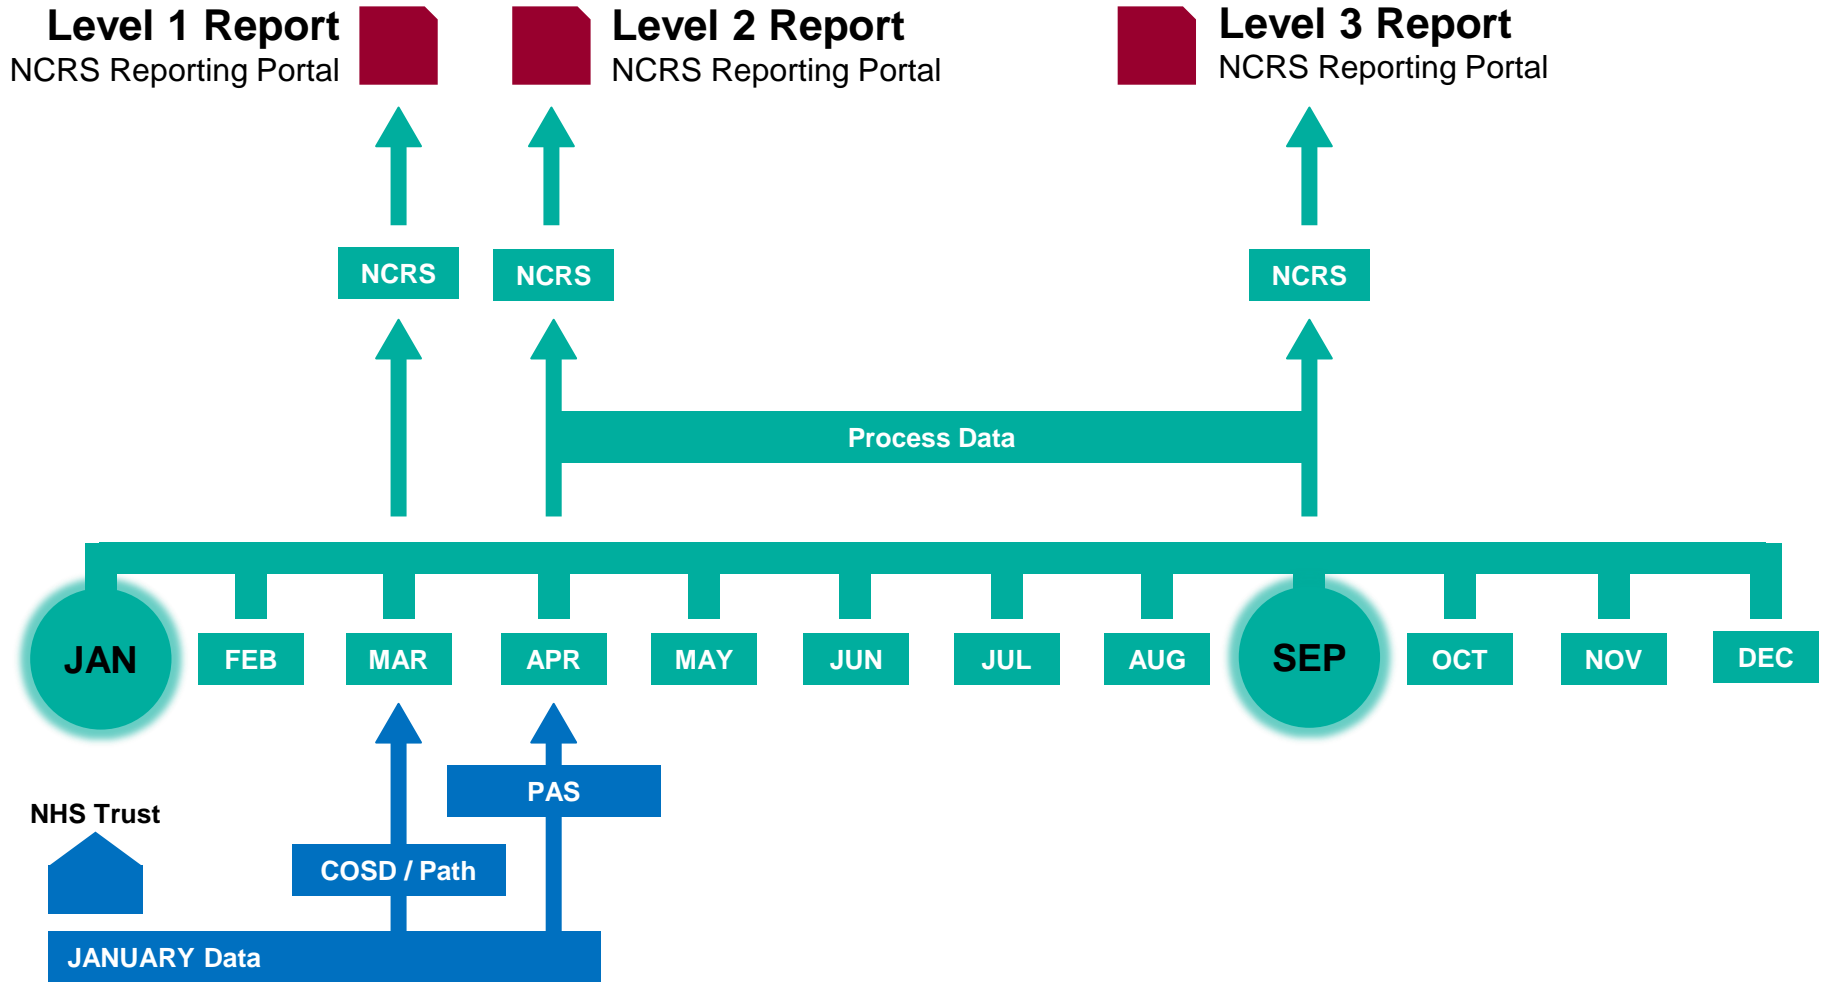 Level 1 Report
NCRS Reporting Portal
Level 2 Report
NCRS Reporting Portal
Level 3 Report
NCRS Reporting Portal
NCRS
NCRS
NCRS
Process Data
JAN
FEB
MAR
APR
MAY
JUN
JUL
AUG
SEP
OCT
NOV
DEC
PAS
NHS Trust
COSD / Path
JANUARY Data